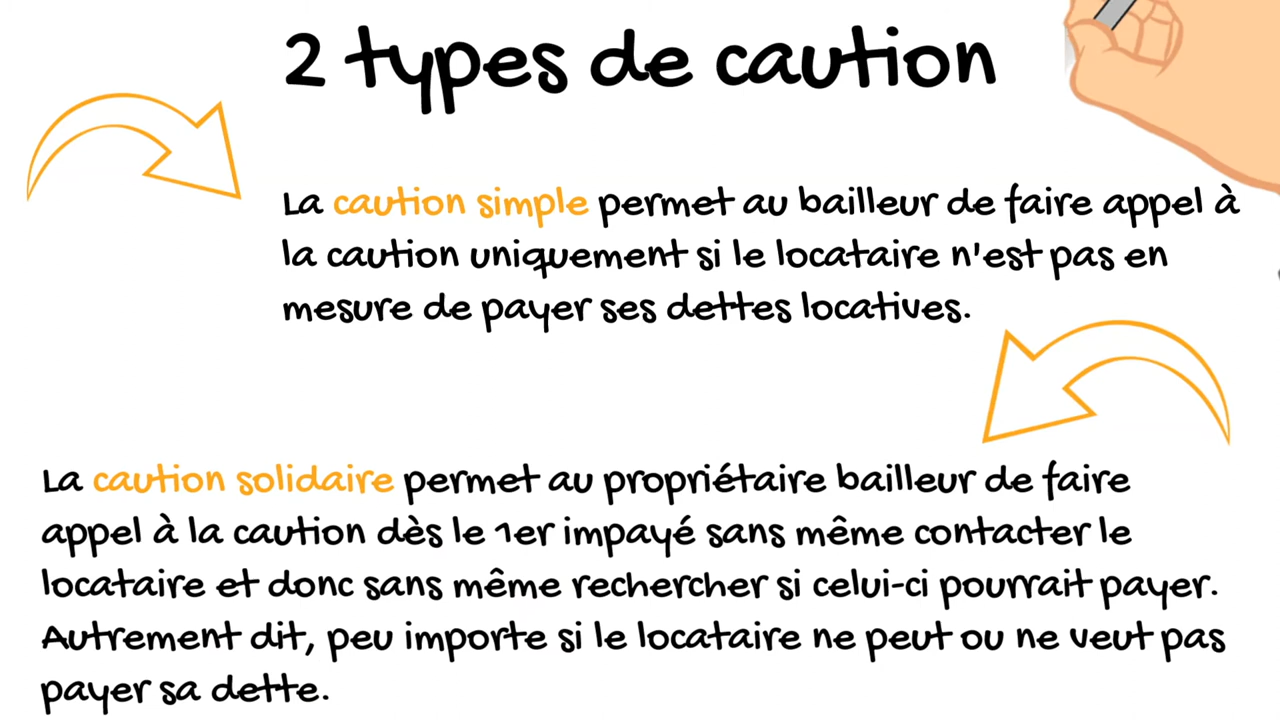 2 types de caution
La caution simple permet au bailleur de faire appel à
la caution uniquement si le locataire n'est pas en
mesure de payer ses dettes locatives.
La caution solidaire permet au propriétaire bailleur de faire
appel à la caution dès le 1er impayé sans même contacter le
locataire et donc sans même rechercher si celui-ci pourrait payer.
Autrement dit, peu importe si le locataire ne peut ou ne veut pas
payer sa dette.